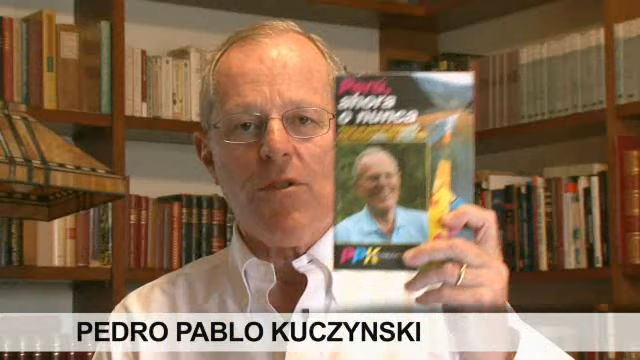 Perú,
ahora
o nunca
PPK
PEDRO PABLO KUCZYNSKI